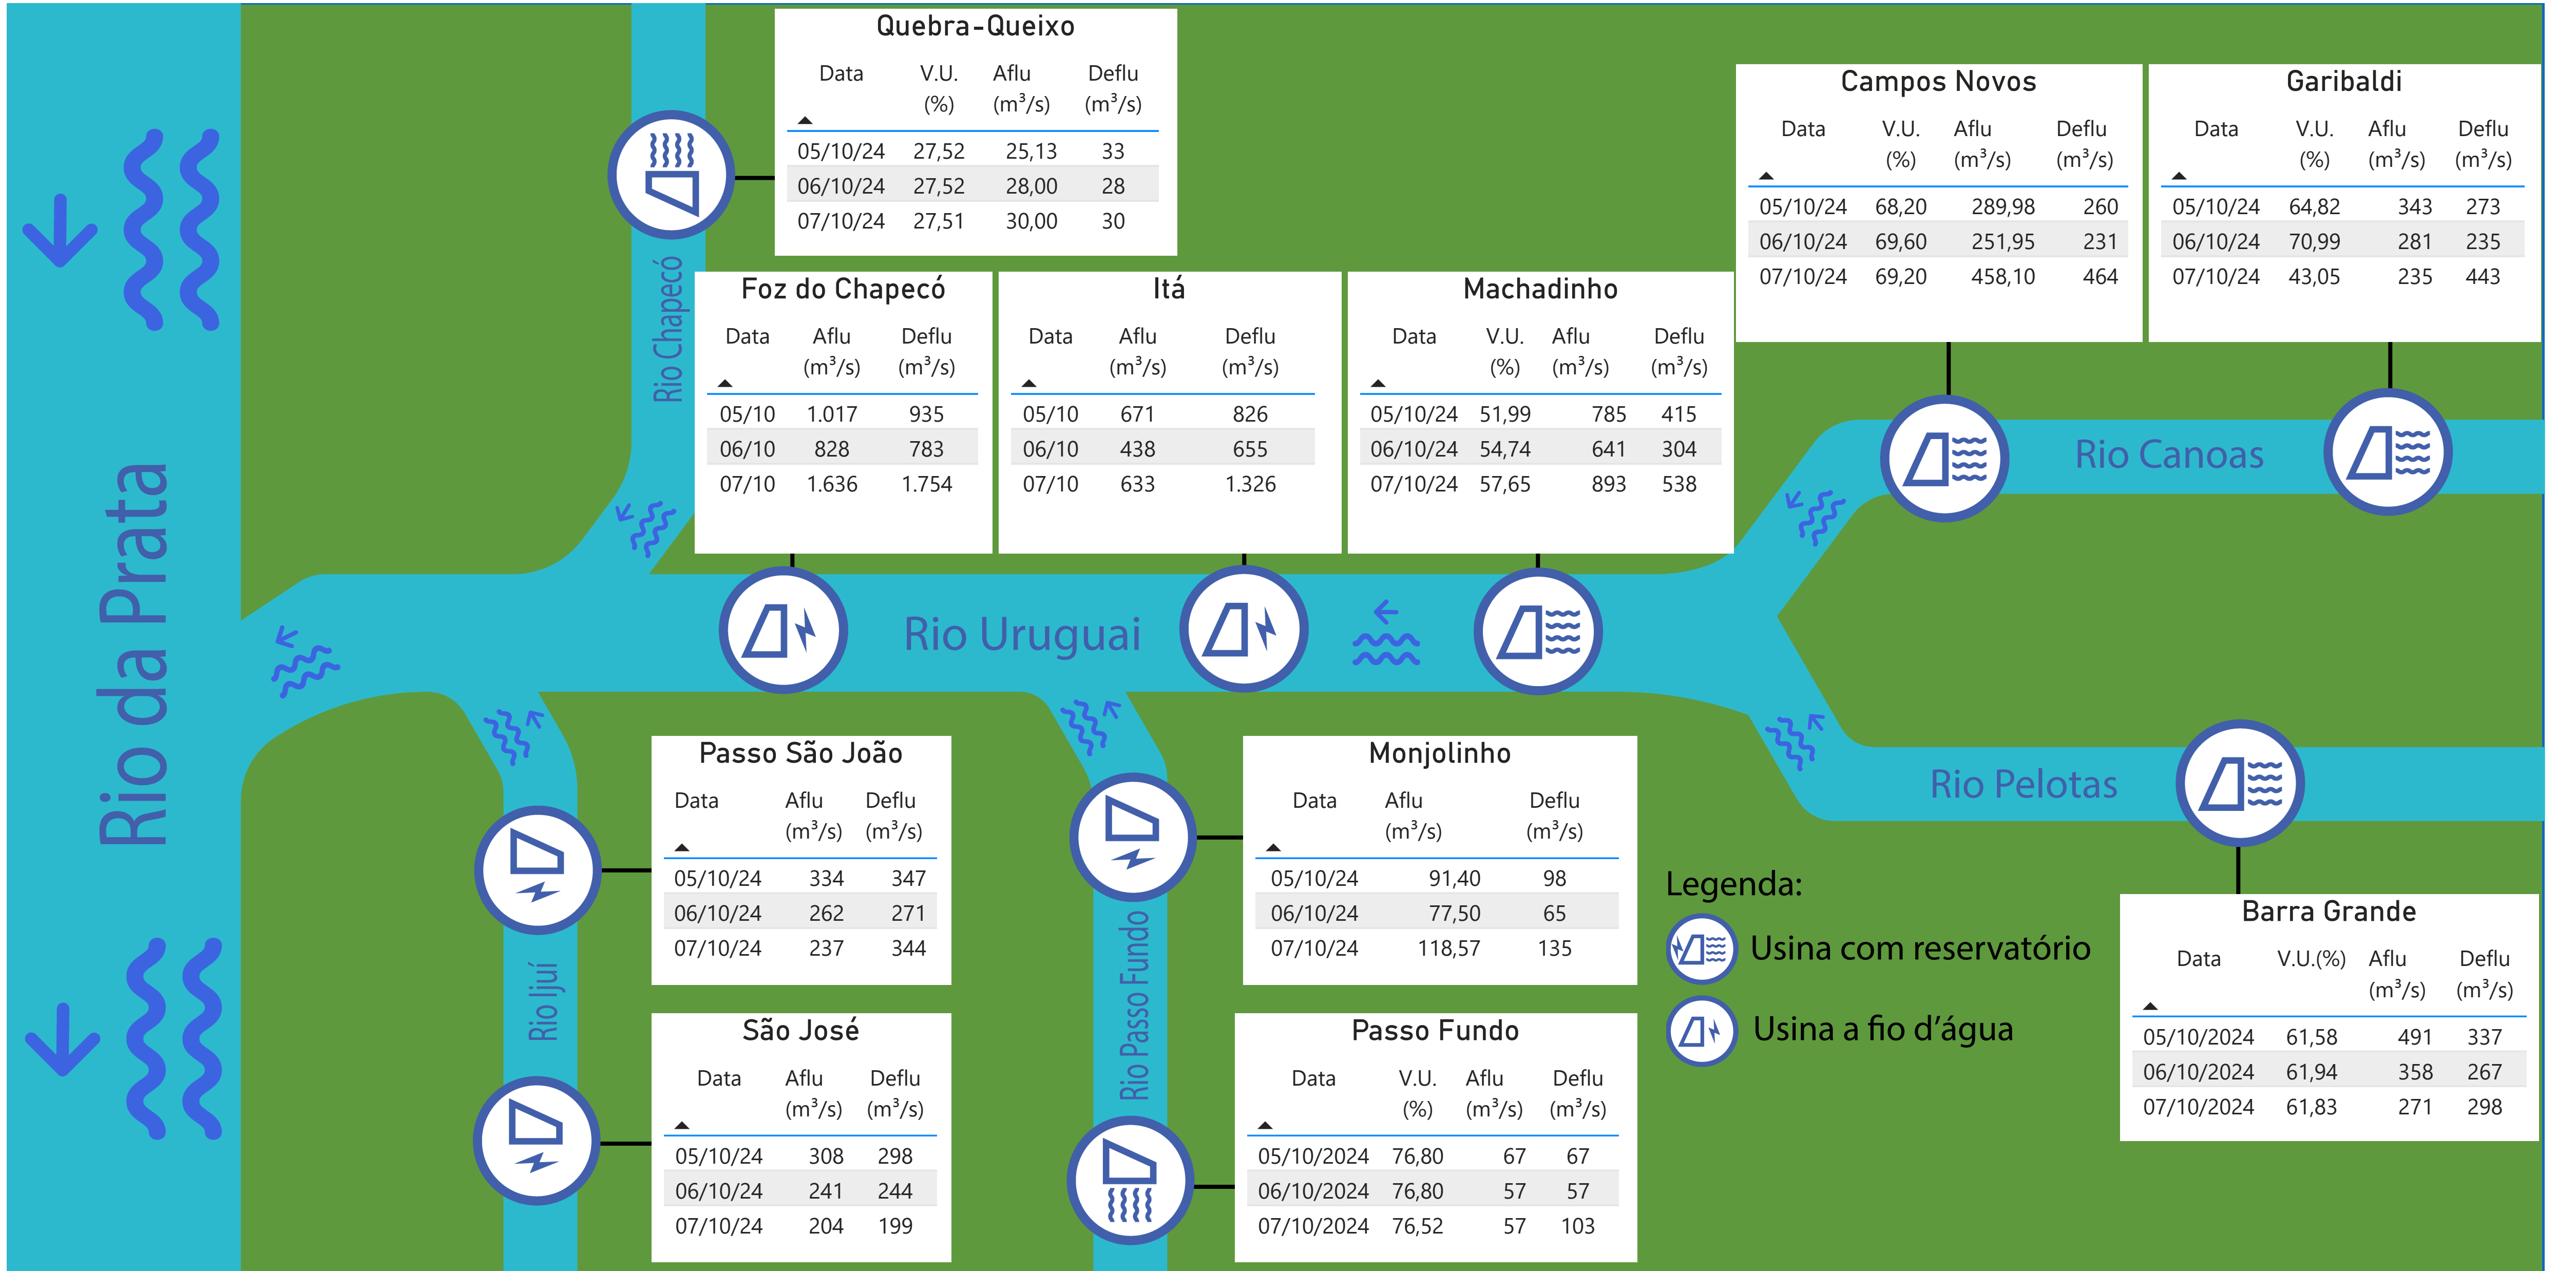 Quebra-Queixo
Data V.U. (%) Aflu (m³/s) Deflu (m³/s)
05/10/24 27,52 25,13 33
06/10/24 27,52 28,00 28
07/10/24 27,51 30,00 30
Campos Novos
Data V.U. (%) Aflu (m³/s) Deflu (m³/s)
05/10/24 68,20 289,98 260
06/10/24 69,60 251,95 231
07/10/24 69,20 458,10 464
Garibaldi
Data V.U. (%) Aflu (m³/s) Deflu (m³/s)
05/10/24 64,82 343 273
06/10/24 70,99 281 235
07/10/24 43,05 235 443
Rio Chapecó
Foz do Chapecó
Data Aflu (m³/s) Deflu (m³/s)
05/10 1.017 935
06/10 828 783
07/10 1.636 1.754
Itá
Data Aflu (m³/s) Deflu (m³/s)
05/10 671 826
06/10 438 655
07/10 633 1.326
Machadinho
Data V.U. (%) Aflu (m³/s) Deflu (m³/s)
05/10/24 51,99 785 415
06/10/24 54,74 641 304
07/10/24 57,65 893 538
Rio Canoas
Rio da Prata
Rio Uruguai
Rio Pelotas
Passo São João
Data Aflu (m³/s) Deflu (m³/s)
05/10/24 334 347
06/10/24 262 271
07/10/24 237 344
Monjolinho
Data Aflu (m³/s) Deflu (m³/s)
05/10/24 91,40 98
06/10/24 77,50 65
07/10/24 118,57 135
Legenda:
Usina com reservatório
Usina a fio d’água
Barra Grande
Data V.U.(%) Aflu (m³/s) Deflu (m³/s)
05/10/2024 61,58 491 337
06/10/2024 61,94 358 267
07/10/2024 61,83 271 298
Rio Ijuí
São José
Data Aflu (m³/s) Deflu (m³/s)
05/10/24 308 298
06/10/24 241 244
07/10/24 204 199
Rio Passo Fundo
Passo Fundo
Data V.U. (%) Aflu (m³/s) Deflu (m³/s)
05/10/2024 76,80 67 67
06/10/2024 76,80 57 57
07/10/2024 76,52 57 103